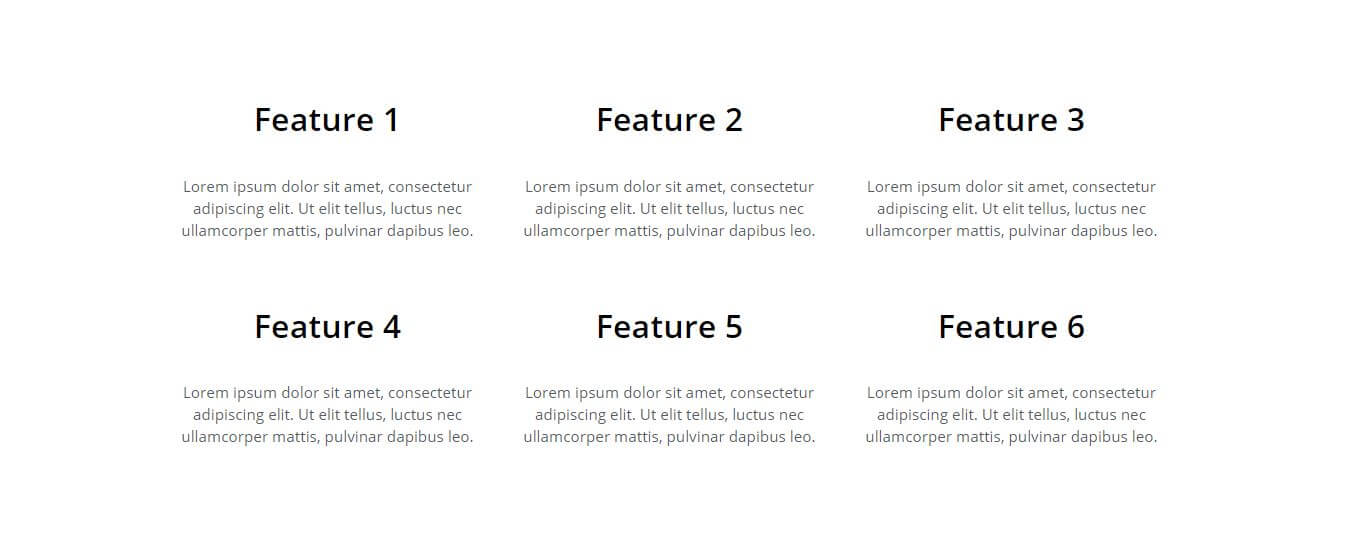 Feature 1
Lorem ipsum dolor sit amet, consectetur
adipiscing elit. Ut elit tellus, luctus nec
ullamcorper mattis, pulvinar dapibus leo.
Feature 2
Lorem ipsum dolor sit amet, consectetur
adipiscing elit. Ut elit tellus, luctus nec
ullamcorper mattis, pulvinar dapibus leo.
Feature 3
Lorem ipsum dolor sit amet, consectetur
adipiscing elit. Ut elit tellus, luctus nec
ullamcorper mattis, pulvinar dapibus leo.
Feature 4
Lorem ipsum dolor sit amet, consectetur
adipiscing elit. Ut elit tellus, luctus nec
ullamcorper mattis, pulvinar dapibus leo.
Feature 5
Lorem ipsum dolor sit amet, consectetur
adipiscing elit. Ut elit tellus, luctus nec
ullamcorper mattis, pulvinar dapibus leo.
Feature 6
Lorem ipsum dolor sit amet, consectetur
adipiscing elit. Ut elit tellus, luctus nec
ullamcorper mattis, pulvinar dapibus leo.